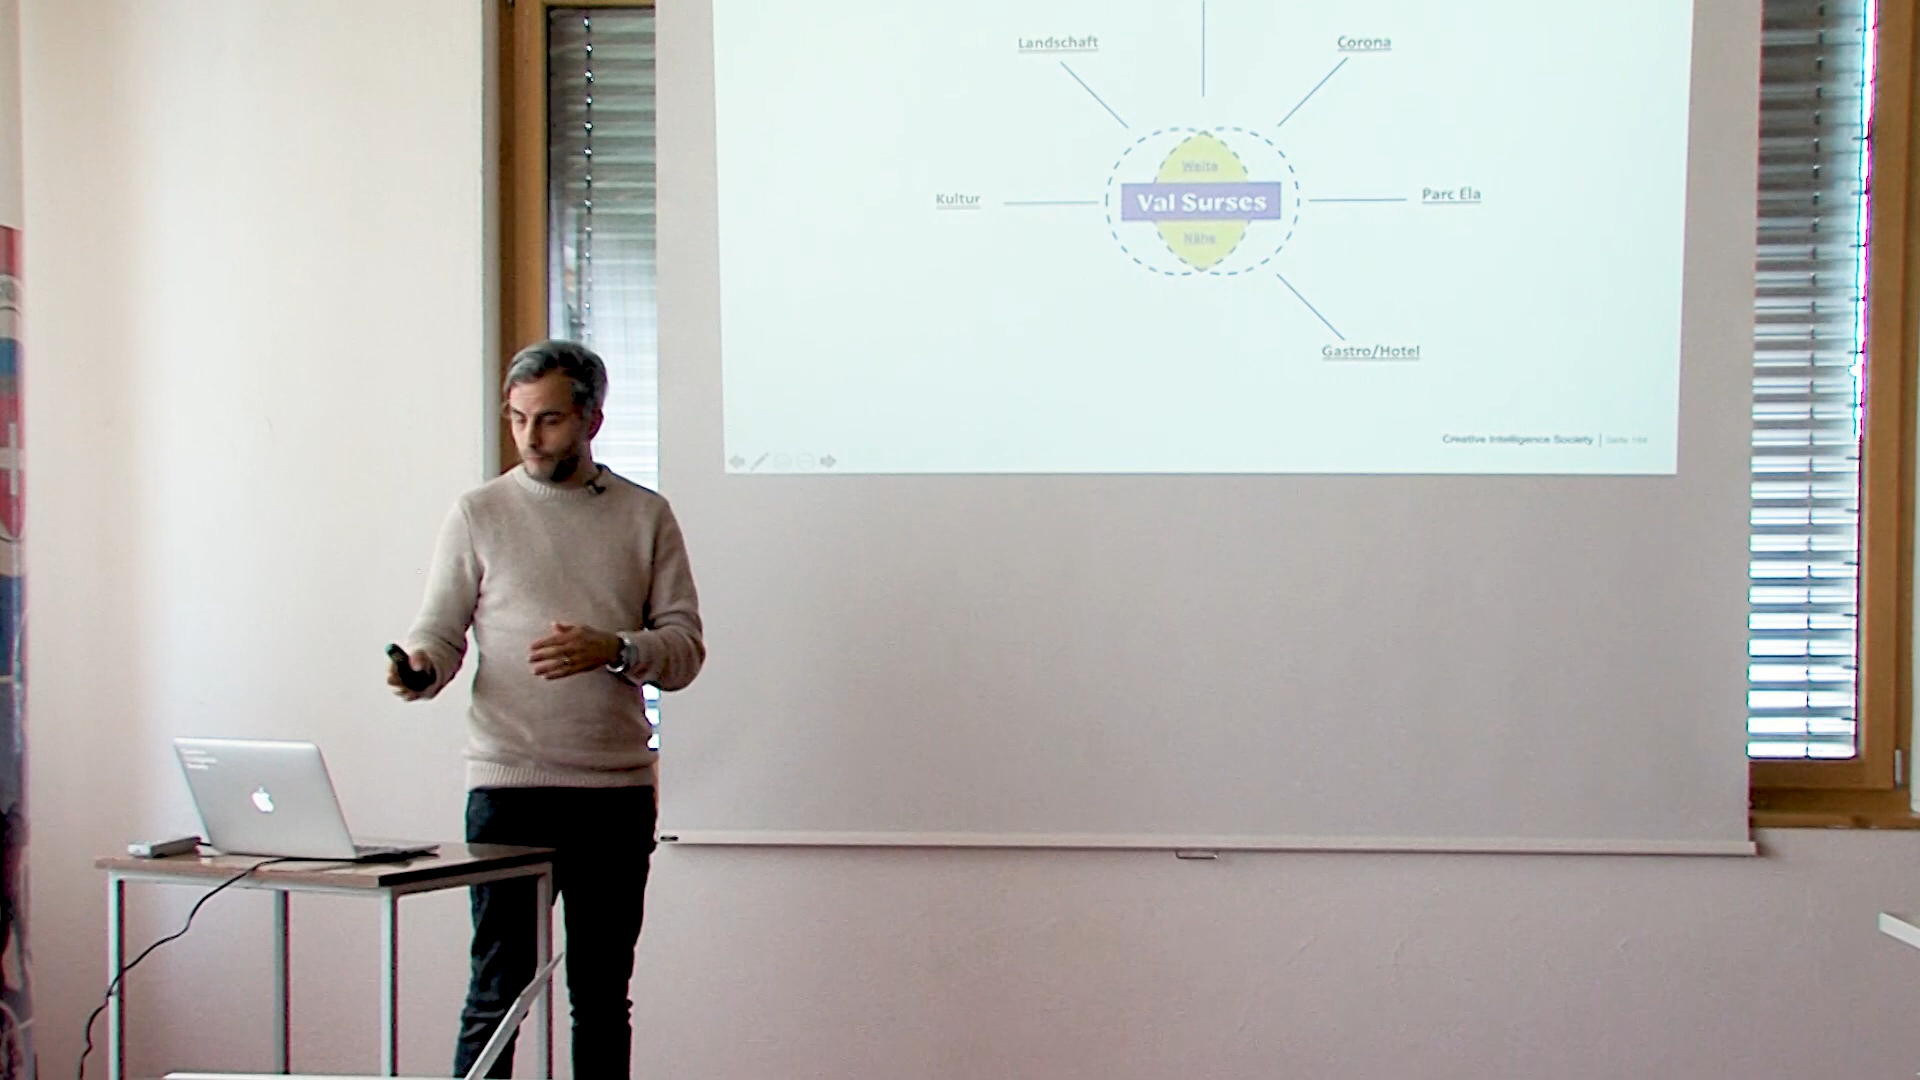 Landschaft
Corona
Weite
Kultur
Val Surses
Parc Ela
Nähe
Gastro/Hotel
Creative Intelligence Society